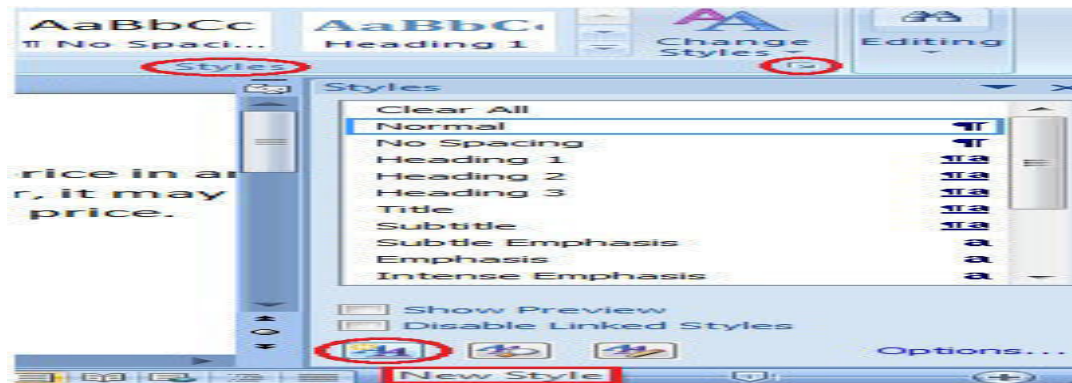 AaBbCc AaBbC
¶ No Spaci... Heading 1 Change Styles Editing
Styles
Styles
Clear All
Normal ¶
No Spacing ¶
Heading 1 ¶a
Heading 2 ¶a
Heading 3 ¶a
Title ¶a
Subtitle ¶a
Subtle Emphasis a
Emphasis a
Intense Emphasis a
rice in a
r, it may
price.
Show Preview
Disable Linked Styles
Options...
New Style